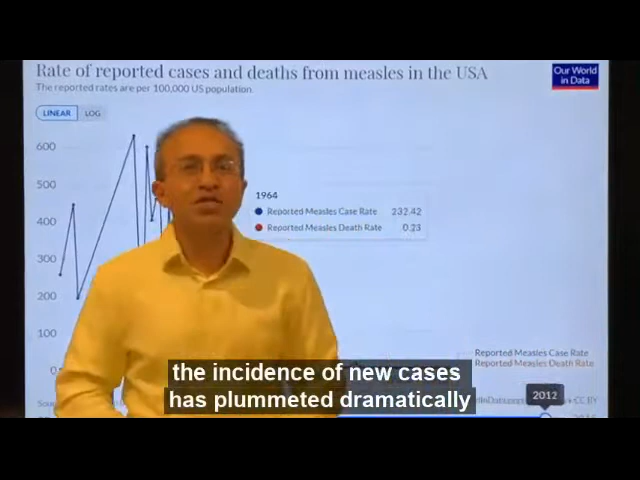 Rate of reported cases and deaths from measles in the USA
The reported rates are per 100,000 US population.
Our World
in Data
LINEAR LOG
600
500
400
300
200
100
0
1964
Reported Measles Case Rate 232.42
Reported Measles Death Rate 0.23
Reported Measles Case Rate
Reported Measles Death Rate
the incidence of new cases
has plummeted dramatically
2012
CC BY